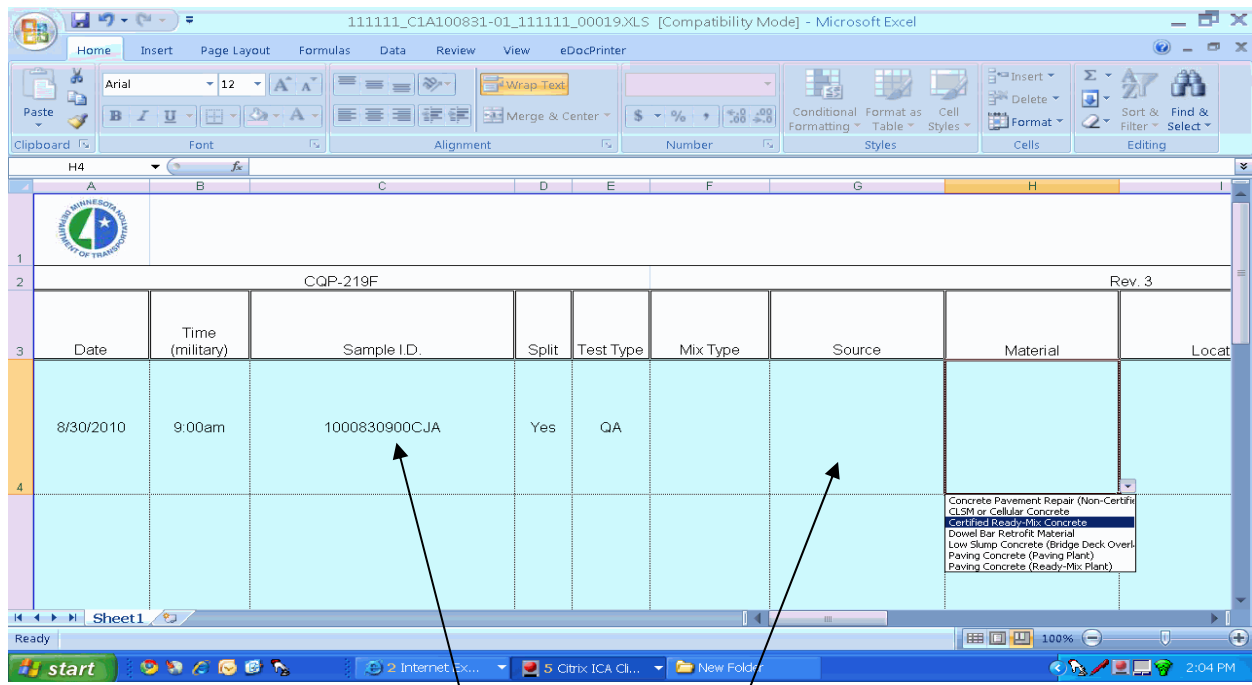 111111_C1A100831-01_111111_00019.XLS [Compatibility Mode] - Microsoft Excel
Home Insert Page Layout Formulas Data Review View eDocPrinter
Paste
Arial 12
B I U
Wrap Text
Merge & Center
$ % ,
Conditional Formatting Format as Table Cell Styles
Insert
Delete
Format
Sort & Filter Find & Select
Clipboard Font Alignment Number Styles Cells Editing
H4 fx
A B C D E F G H I
1 MINNESOTA DEPARTMENT OF TRANSPORTATION
2 CQP-219F Rev. 3
3 Date Time (military) Sample I.D. Split Test Type Mix Type Source Material Locat
4 8/30/2010 9:00am 1000830900CJA Yes QA
Concrete Pavement Repair (Non-Certifie
CLSM or Cellular Concrete
Certified Ready-Mix Concrete
Dowel Bar Retrofit Material
Low Slump Concrete (Bridge Deck Overl
Paving Concrete (Paving Plant)
Paving Concrete (Ready-Mix Plant)
Sheet1
Ready 100%
start 2 Internet Ex... 5 Citrix ICA Cli... New Folder 2:04 PM